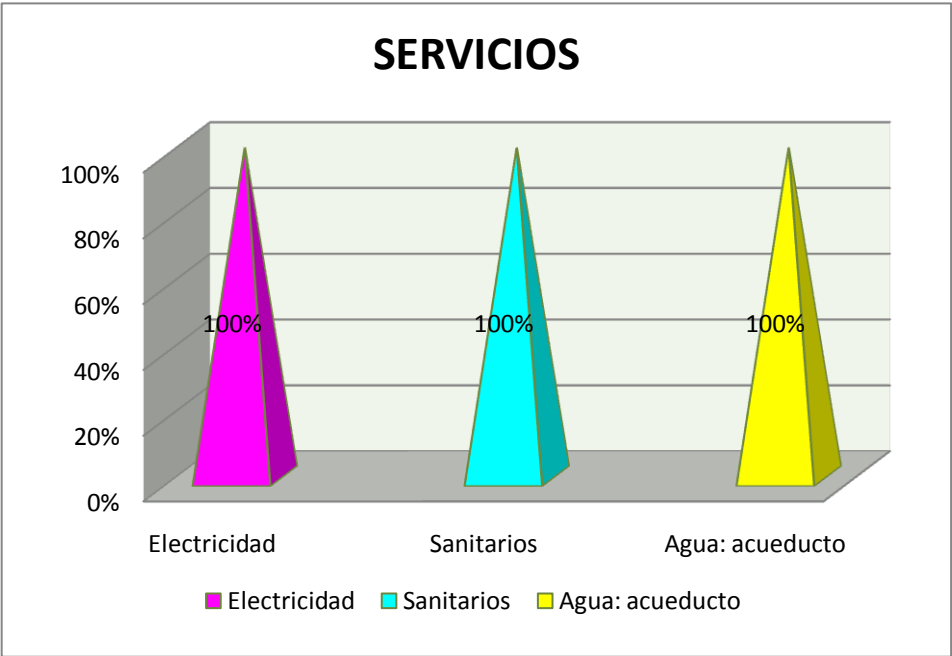 SERVICIOS
100%
80%
60%
40%
20%
0%
100% 100% 100%
Electricidad Sanitarios Agua: acueducto
Electricidad Sanitarios Agua: acueducto